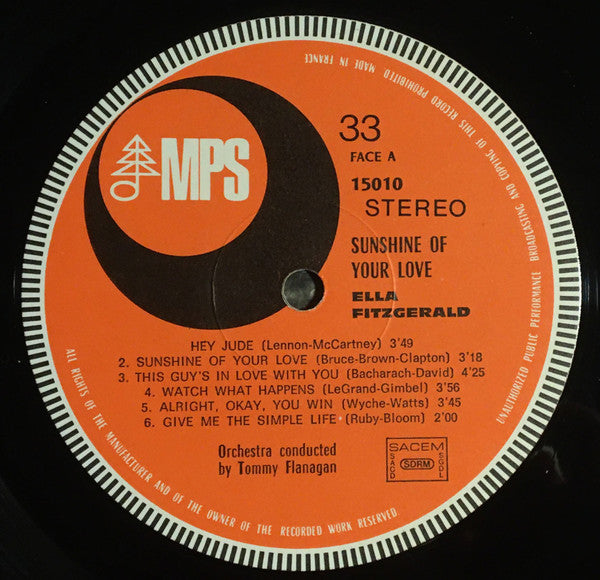 MPS
33
FACE A
15010
STEREO
SUNSHINE OF
YOUR LOVE
ELLA
FITZGERALD
HEY JUDE (Lennon-McCartney) 3'49
2. SUNSHINE OF YOUR LOVE (Bruce-Brown-Clapton) 3'18
3. THIS GUY'S IN LOVE WITH YOU (Bacharach-David) 4'25
4. WATCH WHAT HAPPENS (LeGrand-Gimbel) 3'56
5. ALRIGHT, OKAY, YOU WIN (Wyche-Watts) 3'45
6. GIVE ME THE SIMPLE LIFE (Ruby-Bloom) 2'00
Orchestra conducted
by Tommy Flanagan
SACEM
SACD
SDRM
SGDL
ALL RIGHTS OF THE MANUFACTURER AND OF THE OWNER OF THE RECORDED WORK RESERVED.
UNAUTHORIZED PUBLIC PERFORMANCE BROADCASTING AND COPYING OF THIS RECORD PROHIBITED MADE IN FRANCE